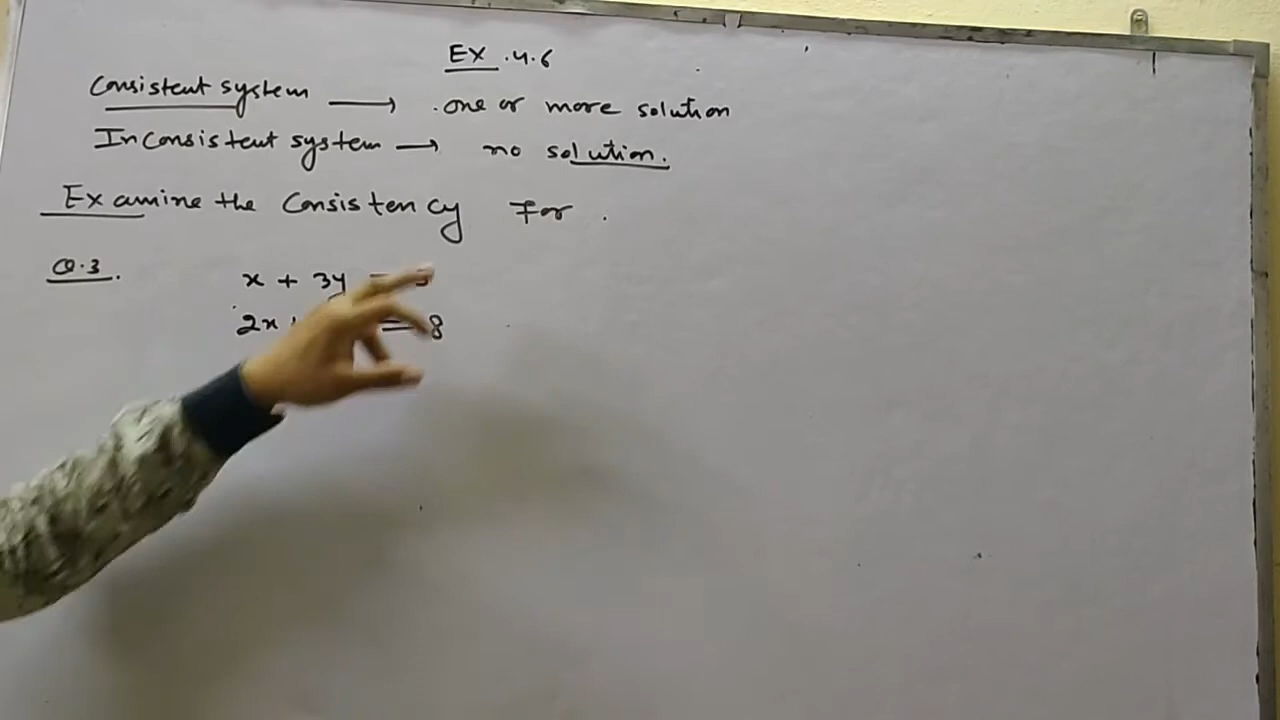 EX.4.6
Consistent system → one or more solution
Inconsistent system → no solution.
Examine the Consistency For.
Q.3.
x + 3y =
2x = 8